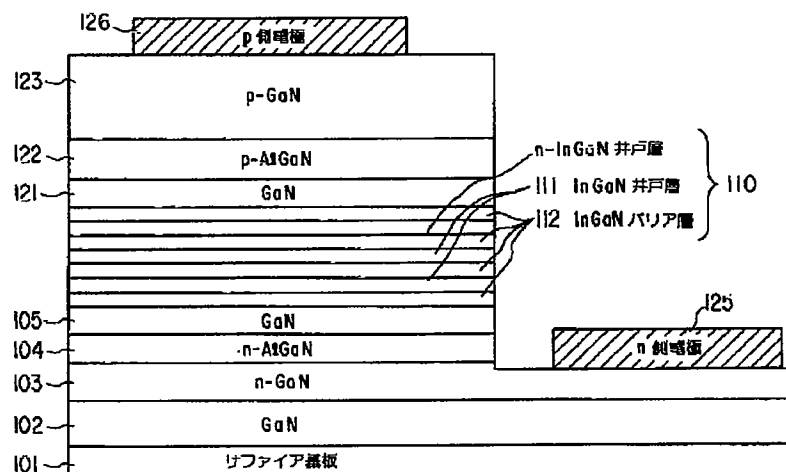 126
p 側電極
123
p-GaN
122
p-AlGaN
n-InGaN 井戸層
121
GaN
111 InGaN 井戸層
110
112 InGaN バリア層
105
GaN
125
104
n-AlGaN
n 側電極
103
n-GaN
102
GaN
101
サファイア基板